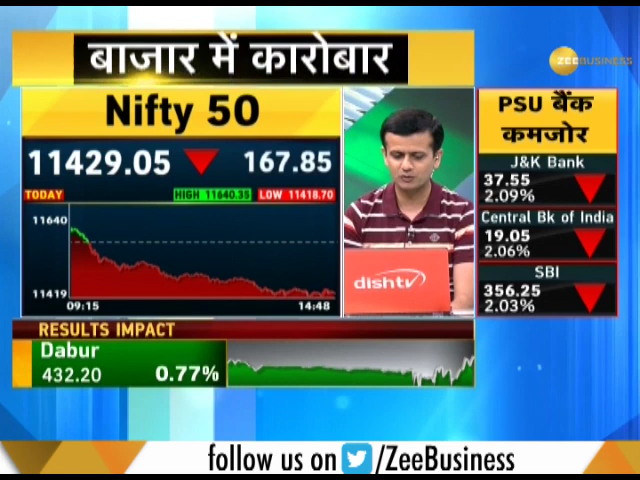 बाजार में कारोबार
ZEEBUSINESS
Nifty 50
11429.05 167.85
TODAY HIGH 11640.35 LOW 11418.70
11640
11419
09:15 14:48
dishtv
PSU बैंक
कमजोर
J&K Bank
37.55
2.09%
Central Bk of India
19.05
2.06%
SBI
356.25
2.03%
RESULTS IMPACT
Dabur
432.20 0.77%
follow us on /ZeeBusiness